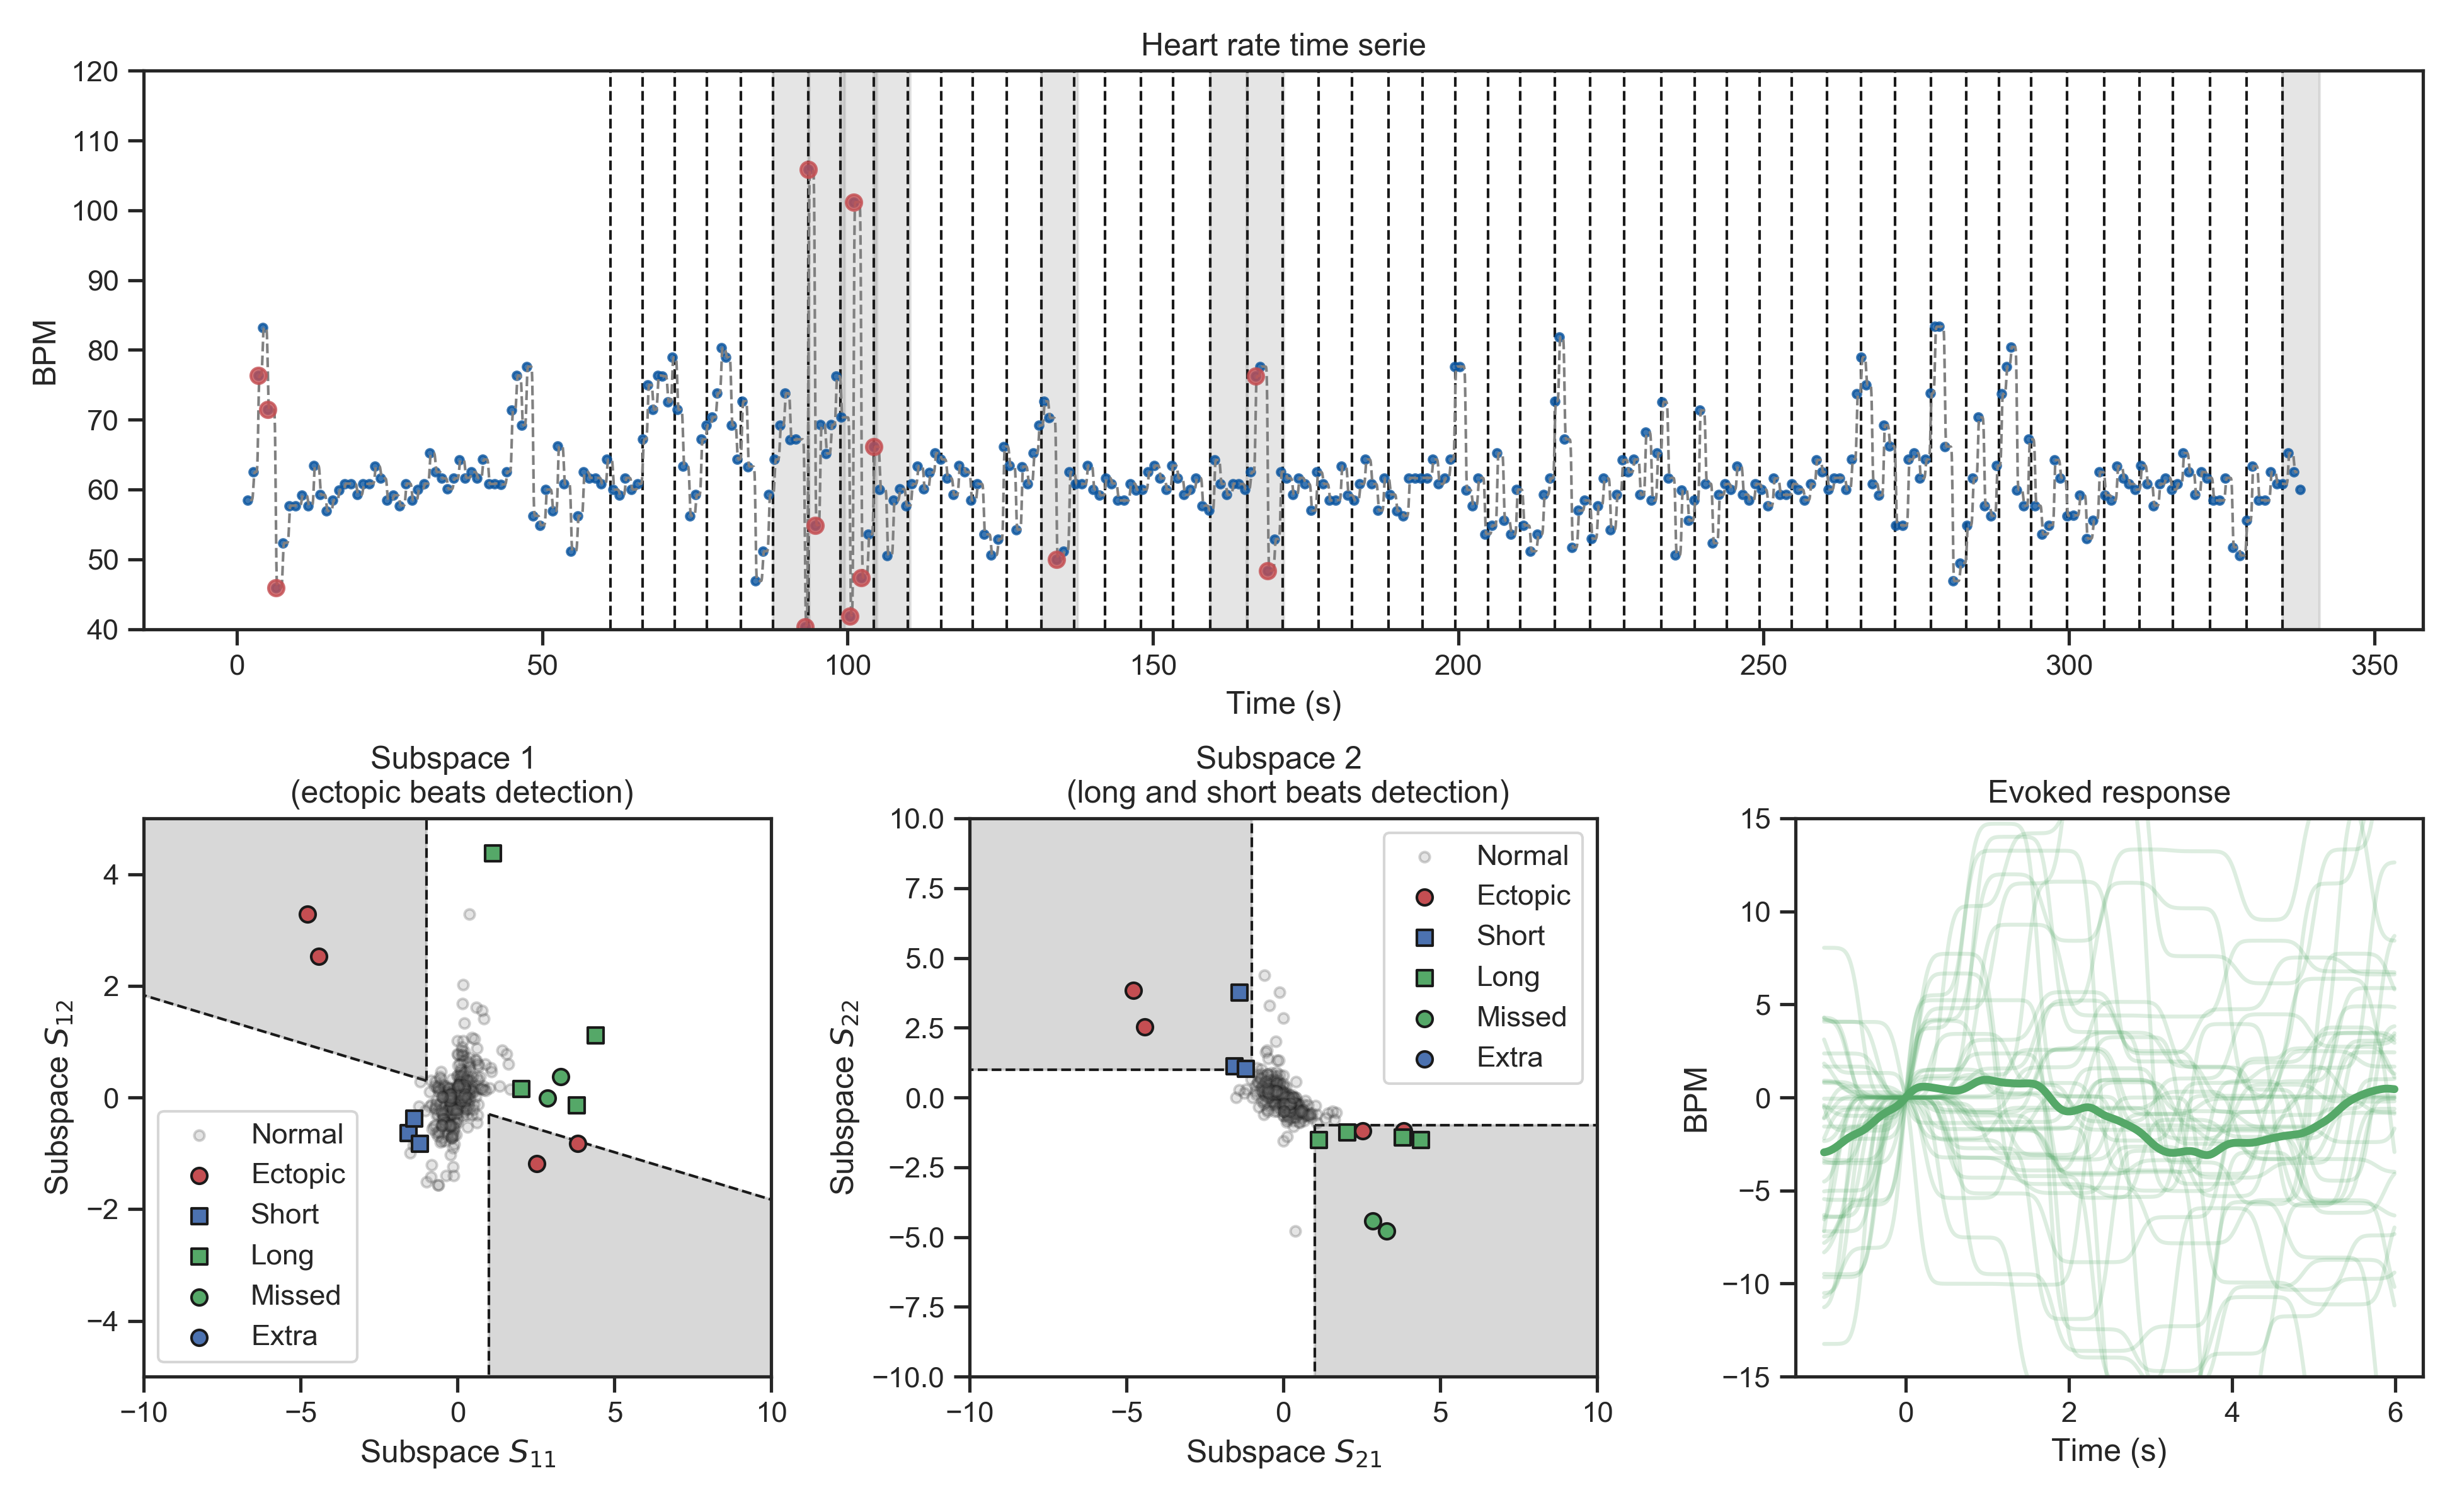 Heart rate time serie
120
110
100
90
80
70
60
50
40
BPM
0 50 100 150 200 250 300 350
Time (s)
Subspace 1
(ectopic beats detection)
4
2
0
−2
−4
Subspace S12
Normal
Ectopic
Short
Long
Missed
Extra
−10 −5 0 5 10
Subspace S11
Subspace 2
(long and short beats detection)
10.0
7.5
5.0
2.5
0.0
−2.5
−5.0
−7.5
−10.0
Subspace S22
Normal
Ectopic
Short
Long
Missed
Extra
−10 −5 0 5 10
Subspace S21
Evoked response
15
10
5
0
−5
−10
−15
BPM
0 2 4 6
Time (s)